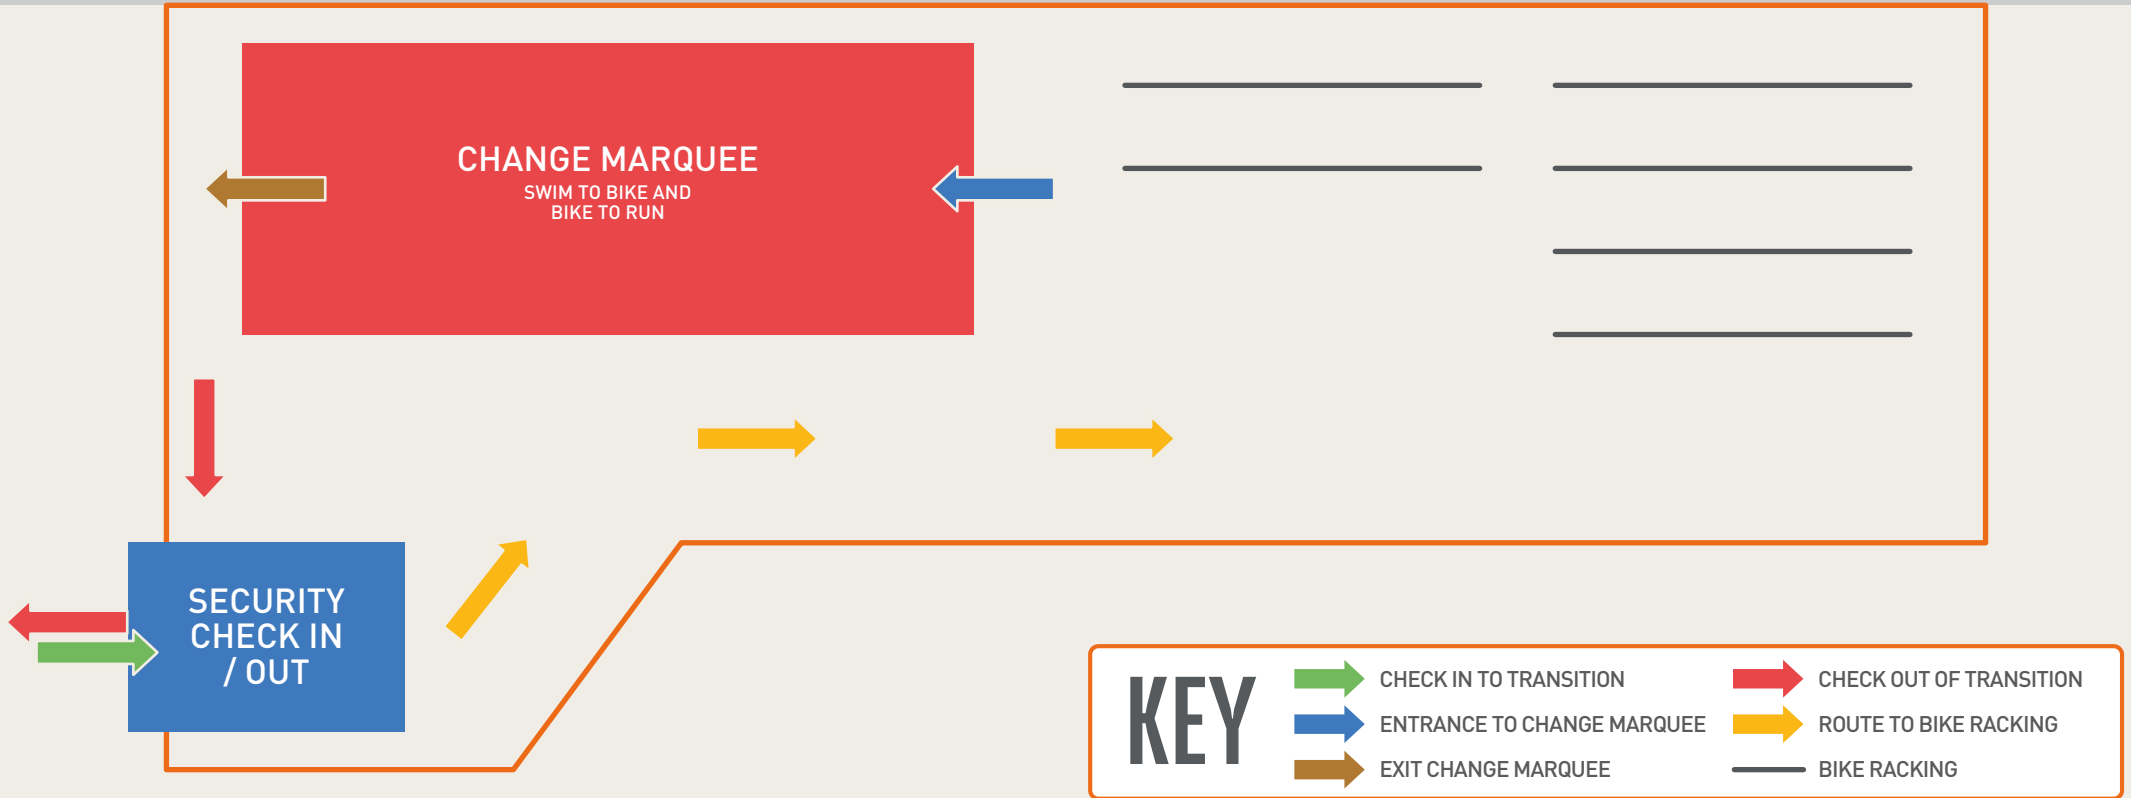 CHANGE MARQUEE
SWIM TO BIKE AND
BIKE TO RUN
SECURITY
CHECK IN
/ OUT
KEY
CHECK IN TO TRANSITION
ENTRANCE TO CHANGE MARQUEE
EXIT CHANGE MARQUEE
CHECK OUT OF TRANSITION
ROUTE TO BIKE RACKING
BIKE RACKING